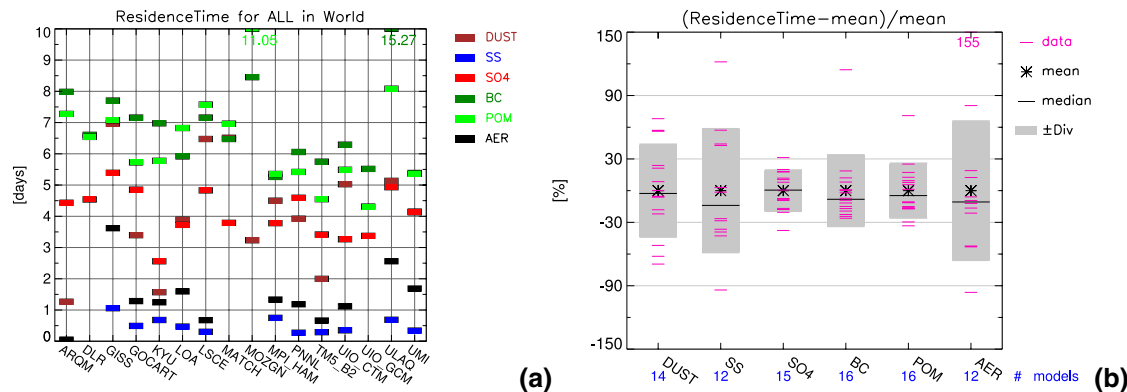 ResidenceTime for ALL in World
10
9
8
7
6
5
4
3
2
1
0
[days]
11.05
15.27
ARQM
DLR
GISS
GOCART
KYU
LOA
LSCE
MATCH
MOZGN
MPI_HAM
PNNL
TM5_B2
UIO_CTM
UIO_GCM
ULAQ
UMI
DUST
SS
SO4
BC
POM
AER
(a)
(ResidenceTime-mean)/mean
150
90
30
-30
-90
-150
[%]
155
DUST
SS
SO4
BC
POM
AER
14 12 15 16 16 12 # models
data
mean
median
±Div
(b)